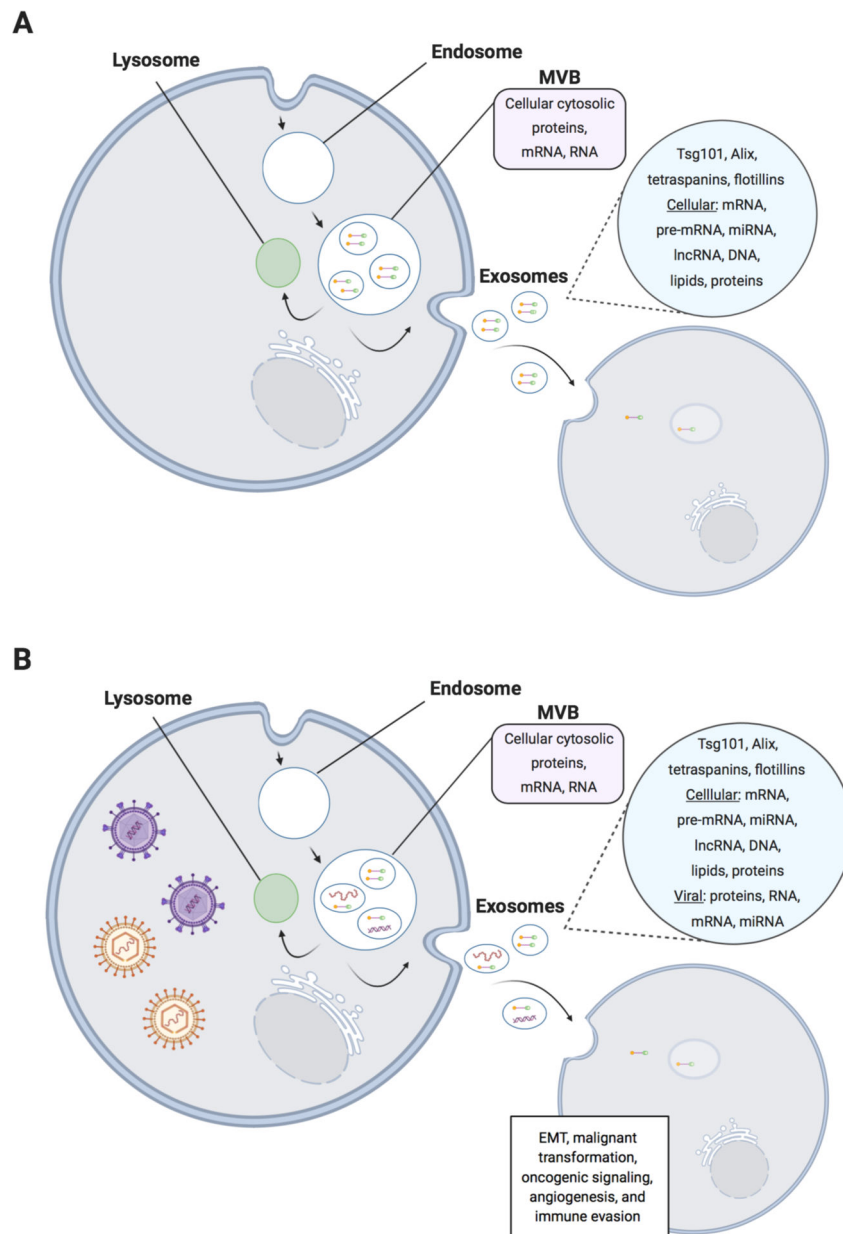 A
Lysosome
Endosome
MVB
Cellular cytosolic
proteins,
mRNA, RNA
Tsg101, Alix,
tetraspanins, flotillins
Cellular: mRNA,
pre-mRNA, miRNA,
lncRNA, DNA,
lipids, proteins
Exosomes
B
Lysosome
Endosome
MVB
Cellular cytosolic
proteins,
mRNA, RNA
Tsg101, Alix,
tetraspanins, flotillins
Celllular: mRNA,
pre-mRNA, miRNA,
lncRNA, DNA,
lipids, proteins
Viral: proteins, RNA,
mRNA, miRNA
Exosomes
EMT, malignant
transformation,
oncogenic signaling,
angiogenesis, and
immune evasion